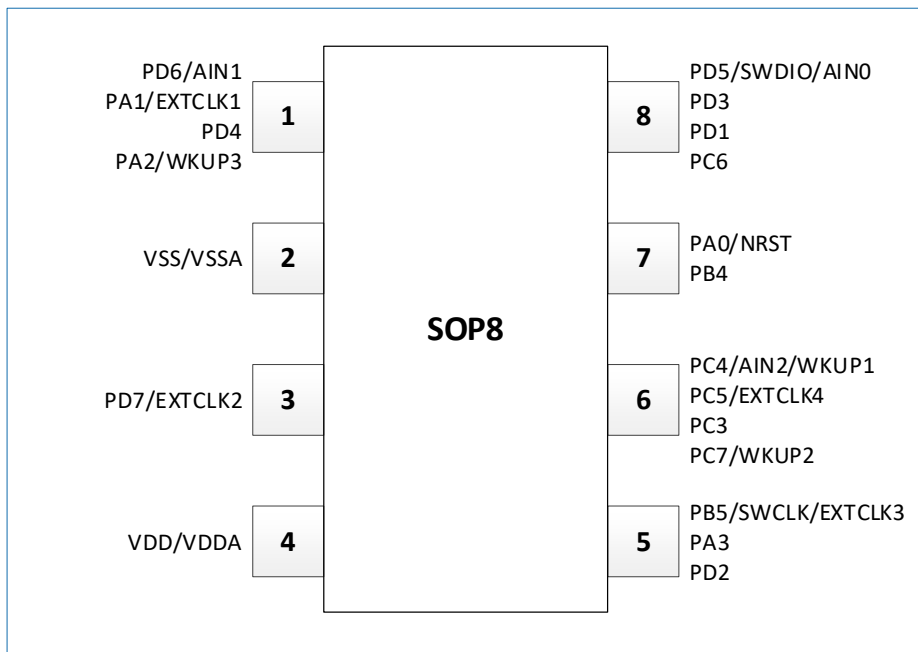 PD6/AIN1
PA1/EXTCLK1
PD4
PA2/WKUP3
1
VSS/VSSA
2
PD7/EXTCLK2
3
VDD/VDDA
4
SOP8
8
PD5/SWDIO/AIN0
PD3
PD1
PC6
7
PA0/NRST
PB4
6
PC4/AIN2/WKUP1
PC5/EXTCLK4
PC3
PC7/WKUP2
5
PB5/SWCLK/EXTCLK3
PA3
PD2